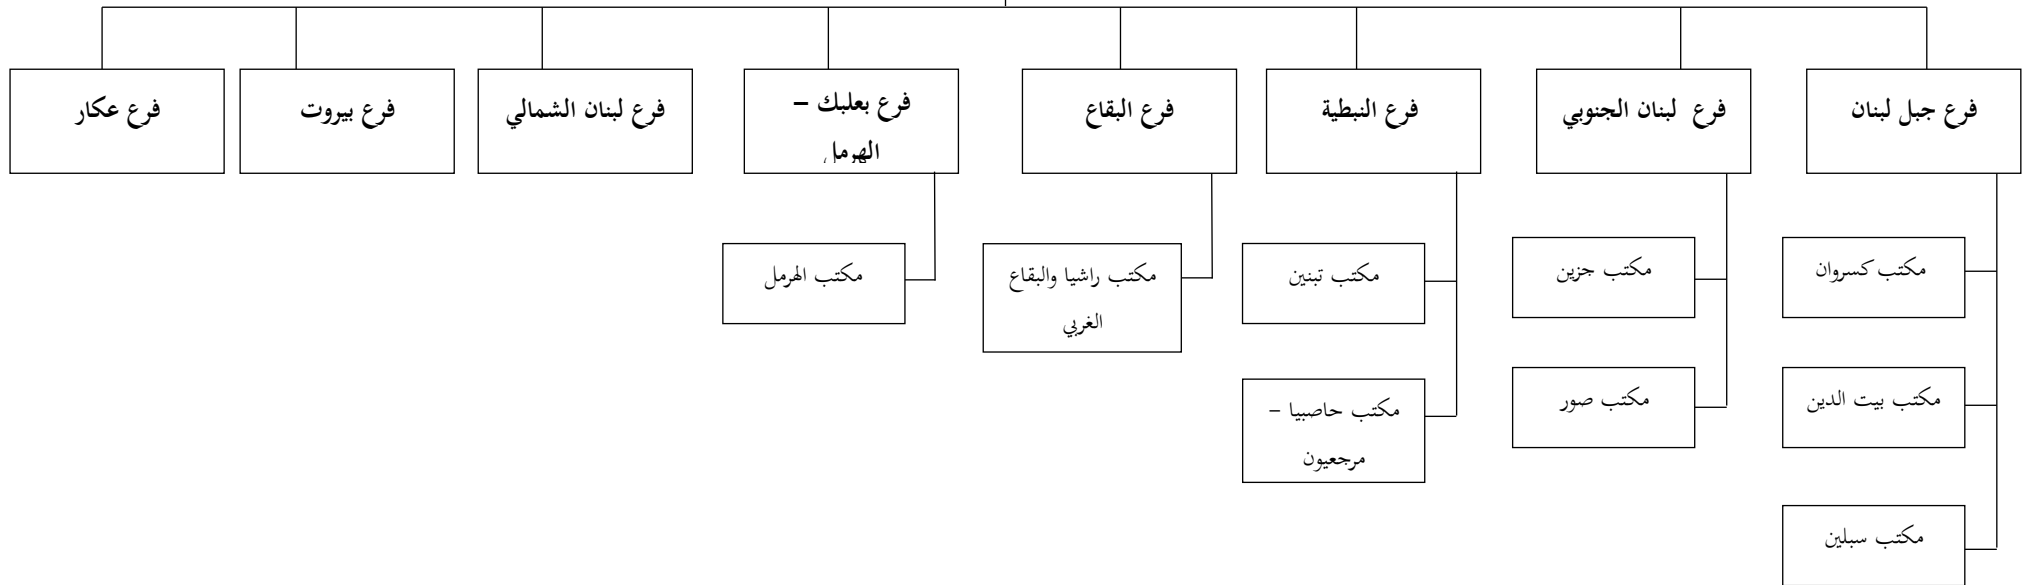 فرع جبل لبنان
فرع لبنان الجنوبي
فرع النبطية
فرع البقاع
فرع بعلبك –
الهرمل
فرع لبنان الشمالي
فرع بيروت
فرع عكار
مكتب كسروان
مكتب جزين
مكتب تبنين
مكتب راشيا والبقاع
الغربي
مكتب الهرمل
مكتب بيت الدين
مكتب صور
مكتب حاصبيا –
مرجعيون
مكتب سبلين